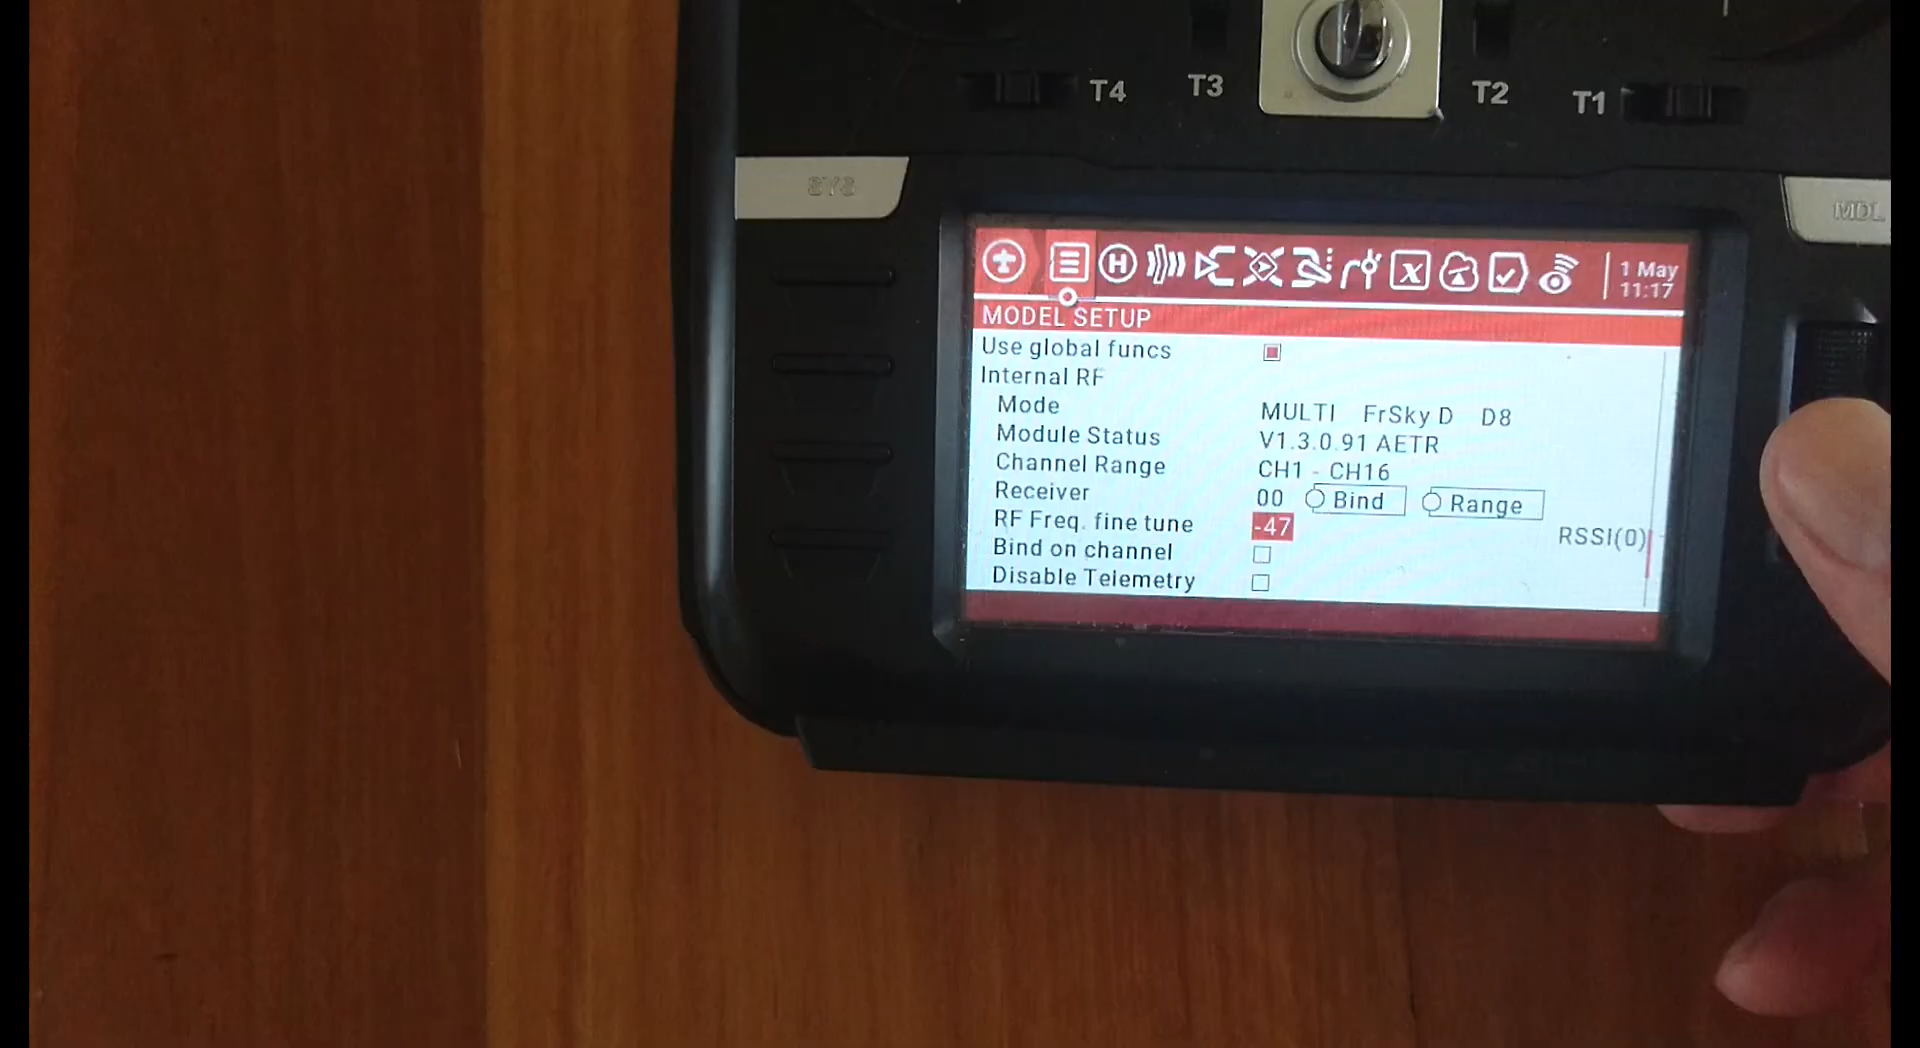 T4 T3 T2 T1
SYS
MDL
1 May
11:17
MODEL SETUP
Use global funcs
Internal RF
Mode MULTI FrSky D D8
Module Status V1.3.0.91 AETR
Channel Range CH1 - CH16
Receiver 00 Bind Range
RF Freq. fine tune -47 RSSI(0)
Bind on channel
Disable Telemetry